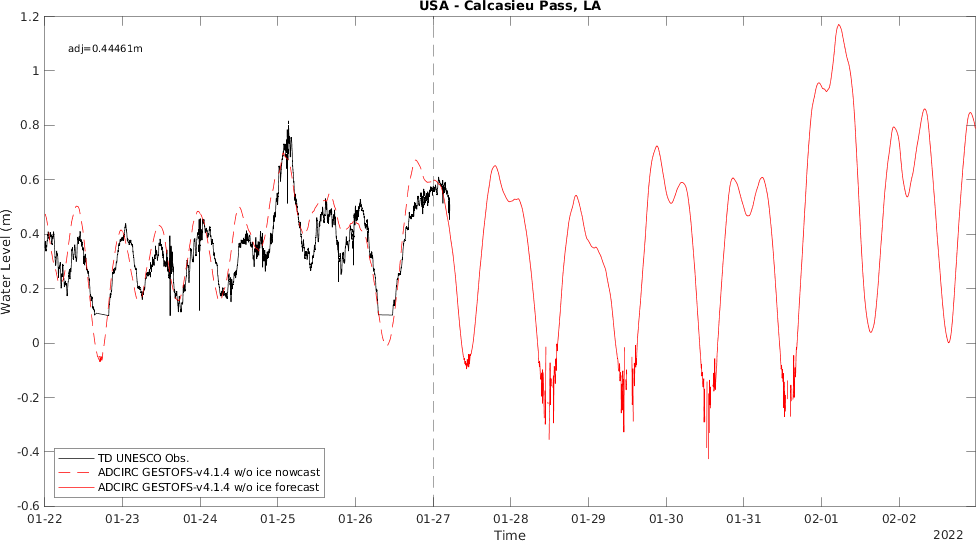 USA - Calcasieu Pass, LA
adj=0.44461m
Water Level (m)
1.2
1
0.8
0.6
0.4
0.2
0
-0.2
-0.4
-0.6
TD UNESCO Obs.
ADCIRC GESTOFS-v4.1.4 w/o ice nowcast
ADCIRC GESTOFS-v4.1.4 w/o ice forecast
01-22 01-23 01-24 01-25 01-26 01-27 01-28 01-29 01-30 01-31 02-01 02-02
Time
2022